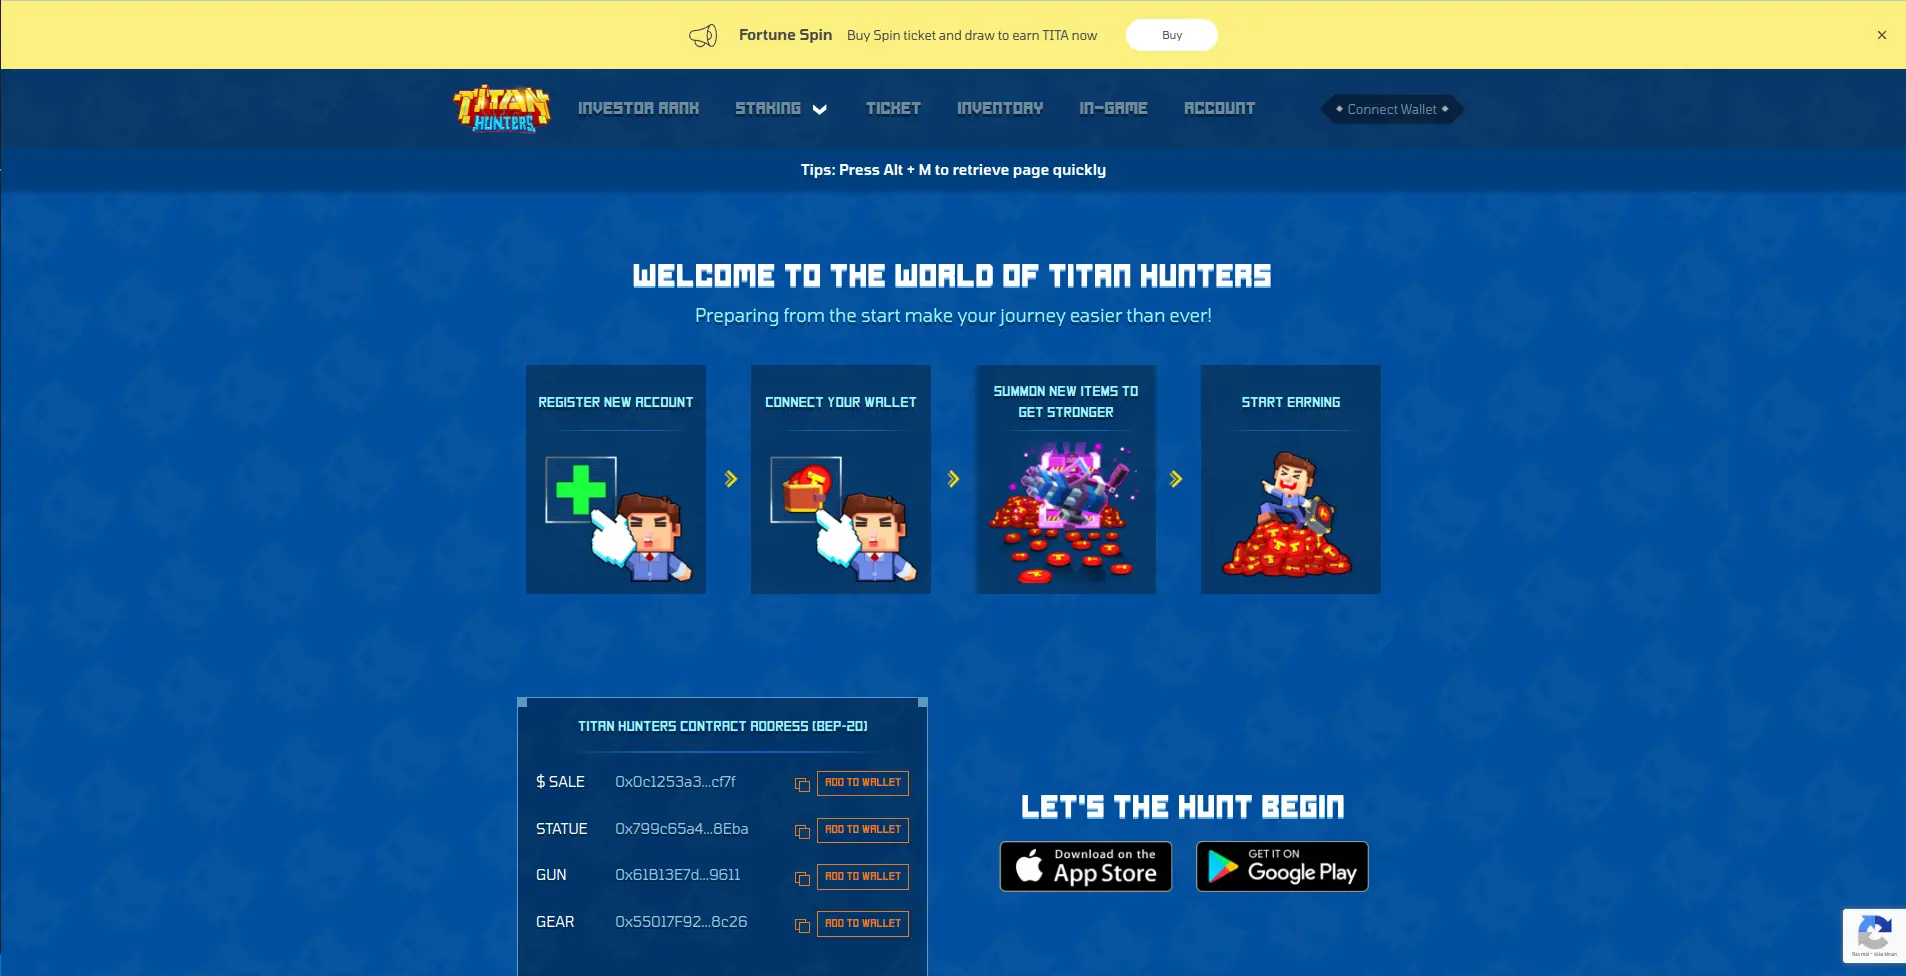 Fortune Spin Buy Spin ticket and draw to earn TITA now Buy
TITAN
HUNTERS
INVESTOR RANK STAKING TICKET INVENTORY IN-GAME ACCOUNT Connect Wallet
Tips: Press Alt + M to retrieve page quickly
WELCOME TO THE WORLD OF TITAN HUNTERS
Preparing from the start make your journey easier than ever!
REGISTER NEW ACCOUNT
CONNECT YOUR WALLET
SUMMON NEW ITEMS TO
GET STRONGER
START EARNING
TITAN HUNTERS CONTRACT ADDRESS (BEP-20)
$ SALE 0x0c1253a3...cf7f ADD TO WALLET
STATUE 0x799c65a4...8Eba ADD TO WALLET
GUN 0x61B13E7d...9611 ADD TO WALLET
GEAR 0x55017F92...8c26 ADD TO WALLET
LET'S THE HUNT BEGIN
Download on the
App Store
GET IT ON
Google Play